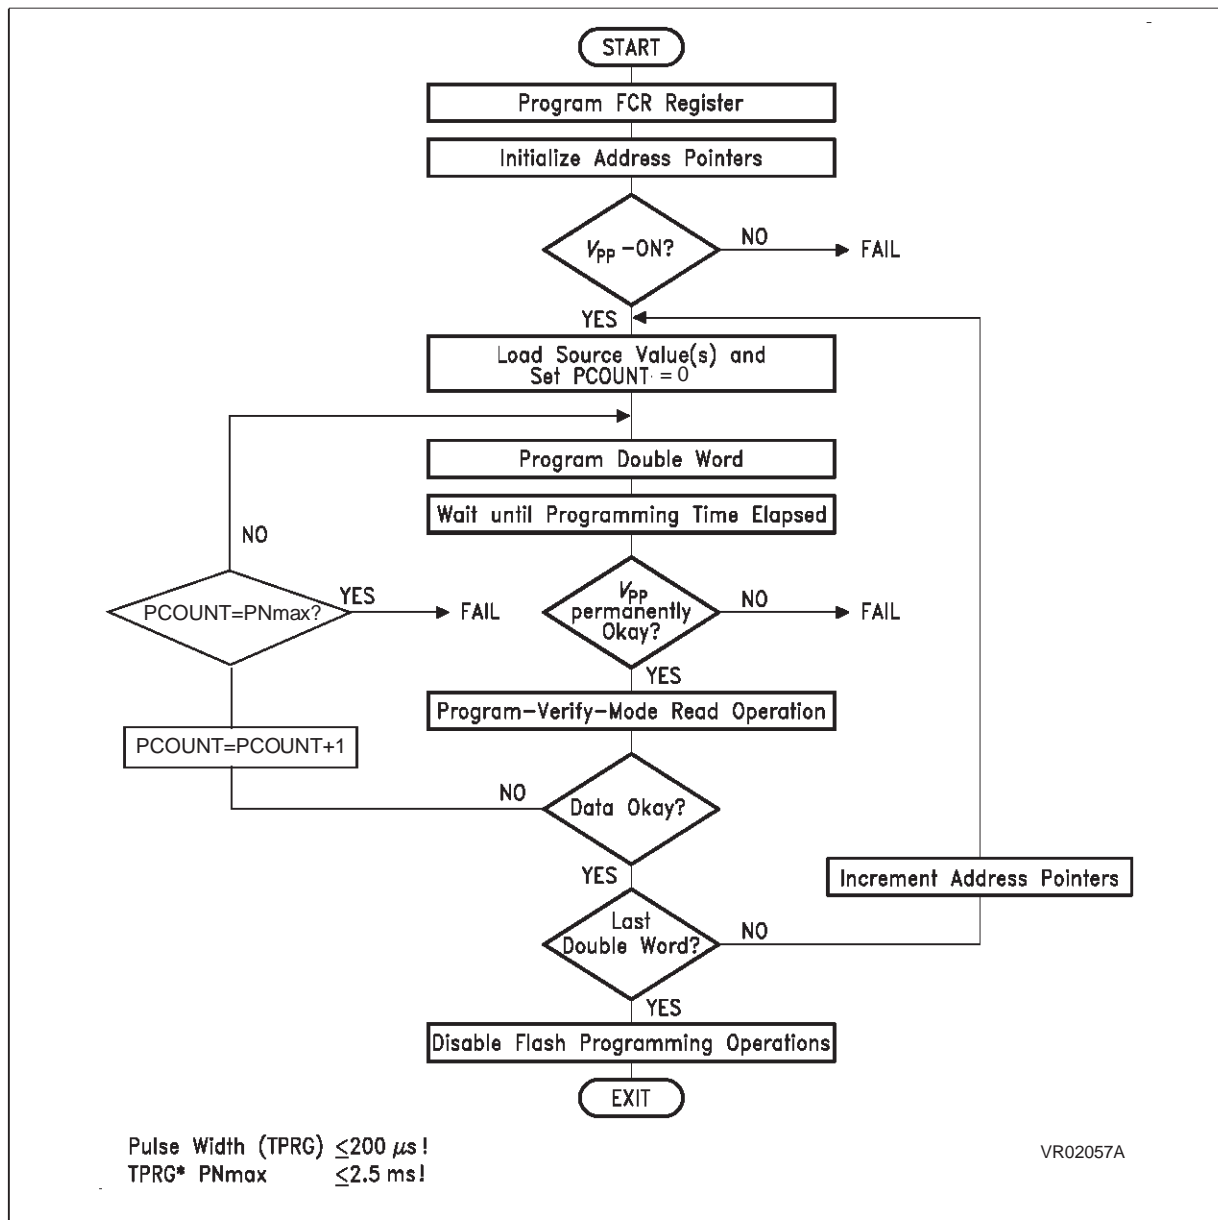 START
Program FCR Register
Initialize Address Pointers
VPP -ON?
NO
FAIL
YES
Load Source Value(s) and
Set PCOUNT = 0
Program Double Word
Wait until Programming Time Elapsed
NO
PCOUNT=PNmax?
YES
FAIL
VPP
permanently
Okay?
NO
FAIL
YES
Program-Verify-Mode Read Operation
PCOUNT=PCOUNT+1
NO
Data Okay?
YES
Increment Address Pointers
Last
Double Word?
NO
YES
Disable Flash Programming Operations
EXIT
Pulse Width (TPRG) ≤200 µs!
TPRG* PNmax ≤2.5 ms!
VR02057A